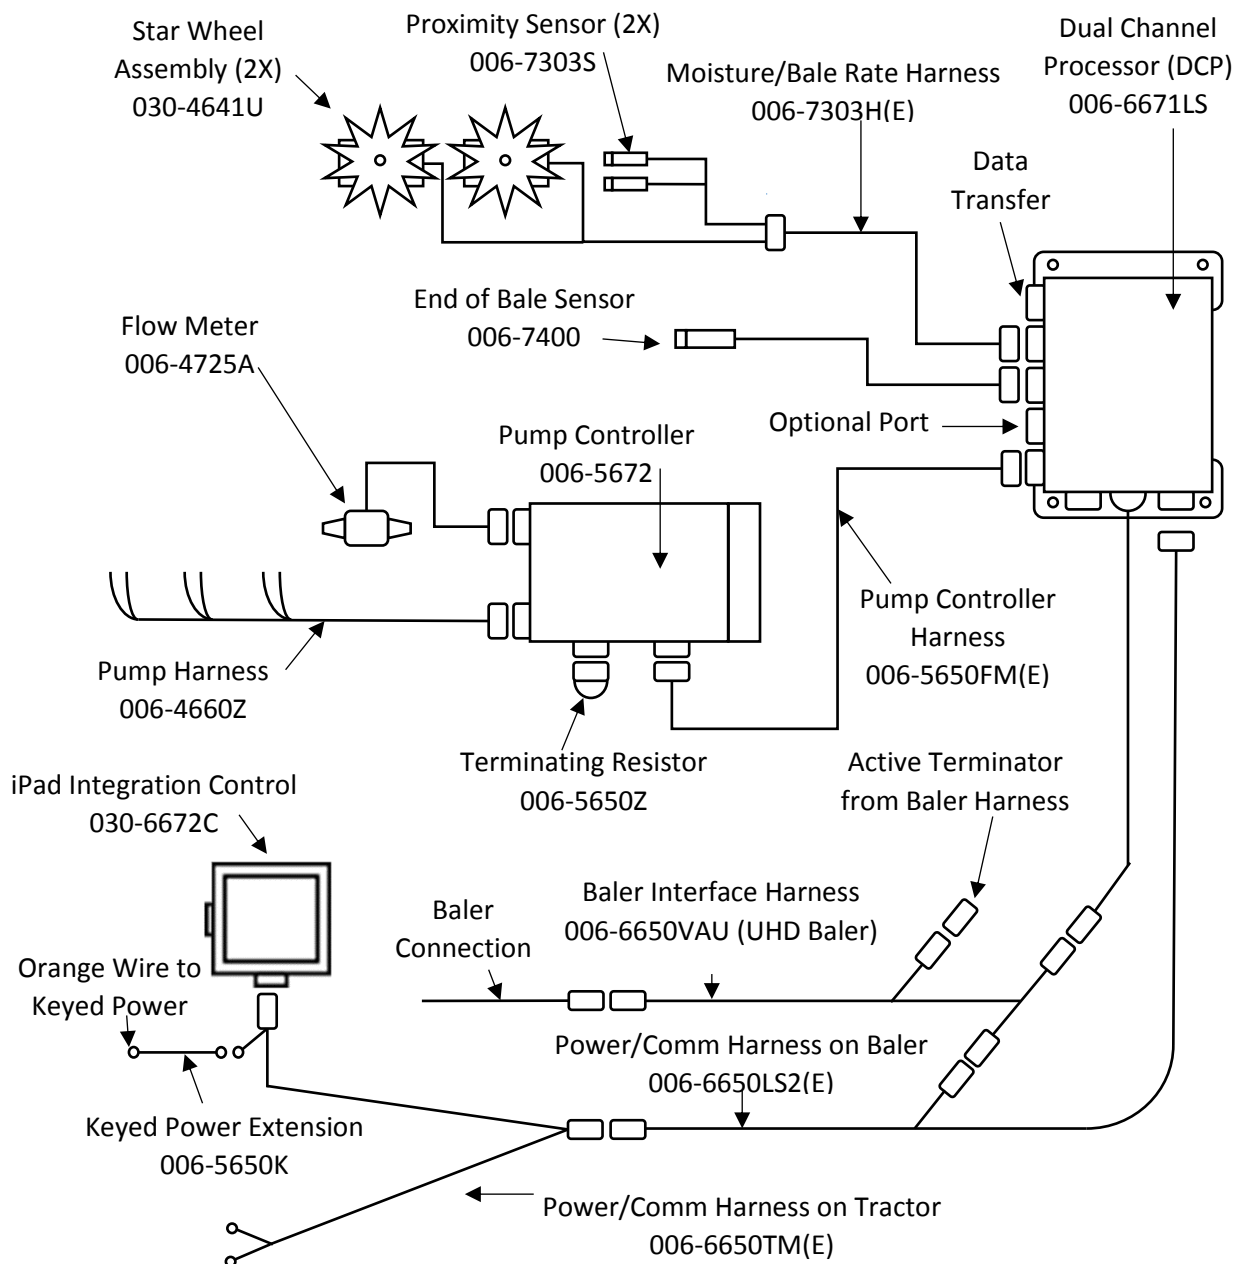 Star Wheel
Assembly (2X)
030-4641U
Proximity Sensor (2X)
006-7303S
Moisture/Bale Rate Harness
006-7303H(E)
Dual Channel
Processor (DCP)
006-6671LS
Data
Transfer
End of Bale Sensor
006-7400
Flow Meter
006-4725A
Optional Port
Pump Controller
006-5672
Pump Controller
Harness
006-5650FM(E)
Pump Harness
006-4660Z
Terminating Resistor
006-5650Z
Active Terminator
from Baler Harness
iPad Integration Control
030-6672C
Baler Interface Harness
006-6650VAU (UHD Baler)
Baler
Connection
Orange Wire to
Keyed Power
Power/Comm Harness on Baler
006-6650LS2(E)
Keyed Power Extension
006-5650K
Power/Comm Harness on Tractor
006-6650TM(E)